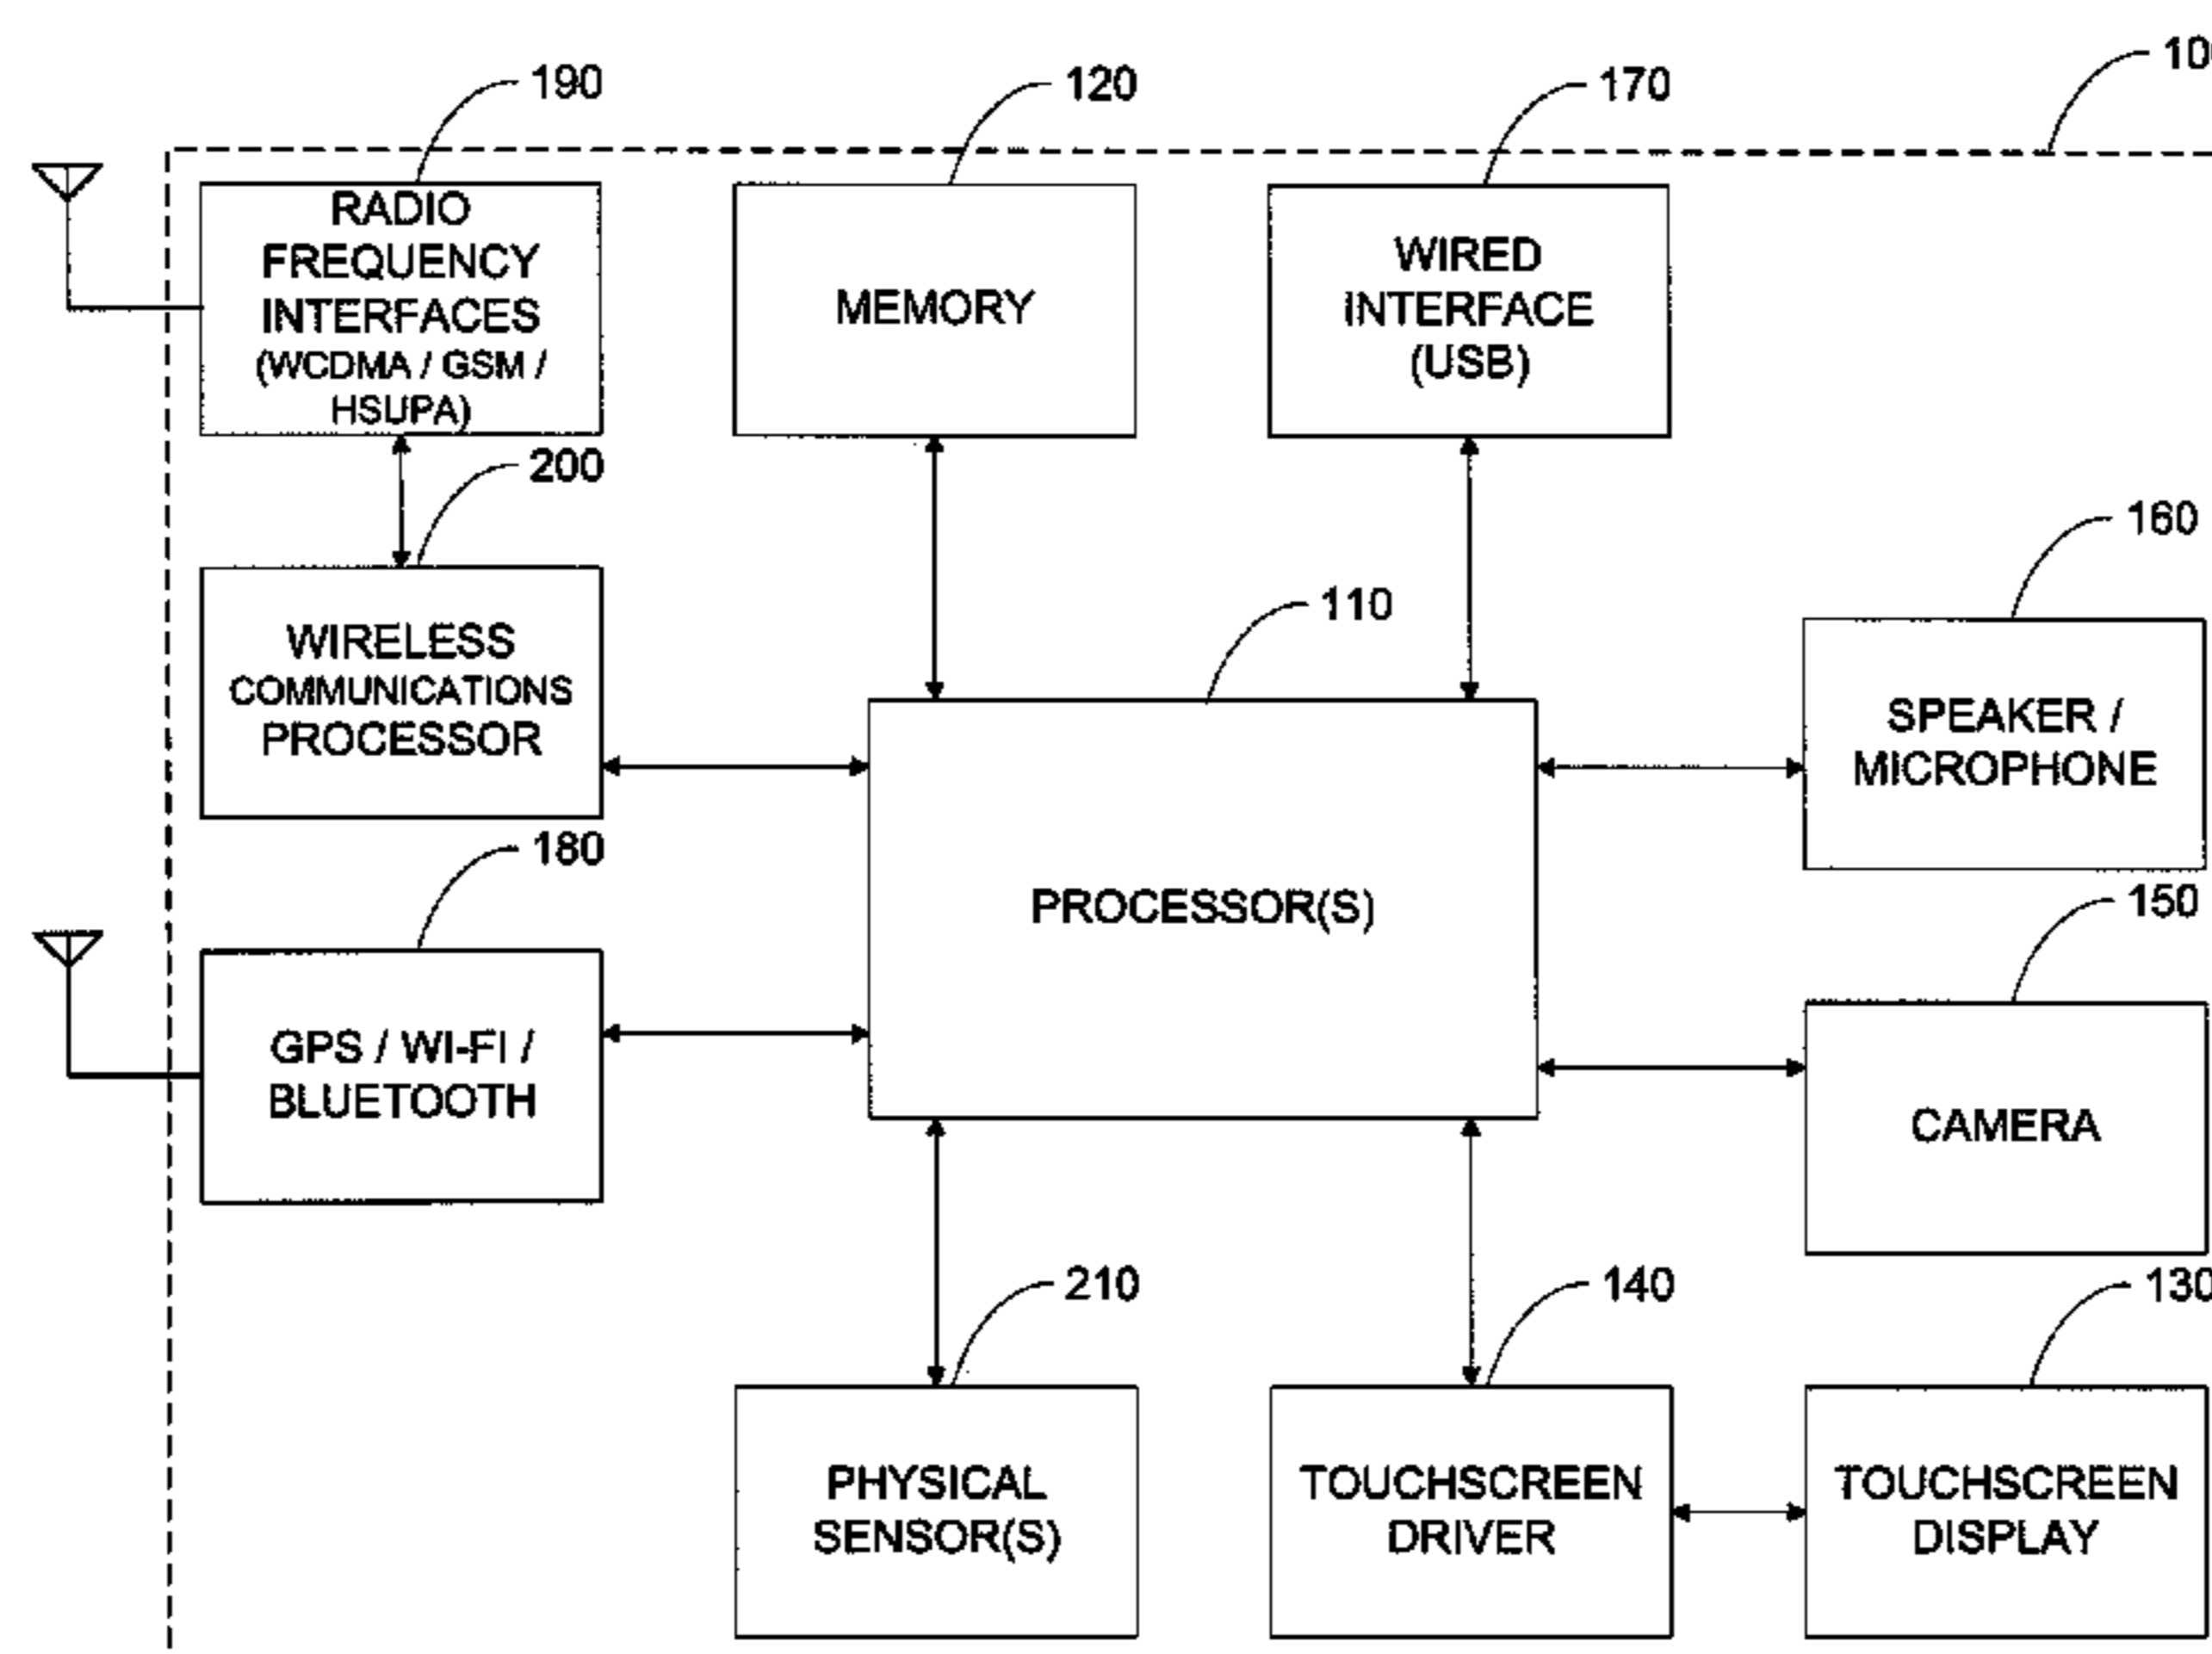 190
120
170
10
RADIO
FREQUENCY
INTERFACES
(WCDMA / GSM /
HSUPA)
MEMORY
WIRED
INTERFACE
(USB)
200
160
110
WIRELESS
COMMUNICATIONS
PROCESSOR
SPEAKER /
MICROPHONE
180
PROCESSOR(S)
150
GPS / WI-FI /
BLUETOOTH
CAMERA
210
140
130
PHYSICAL
SENSOR(S)
TOUCHSCREEN
DRIVER
TOUCHSCREEN
DISPLAY